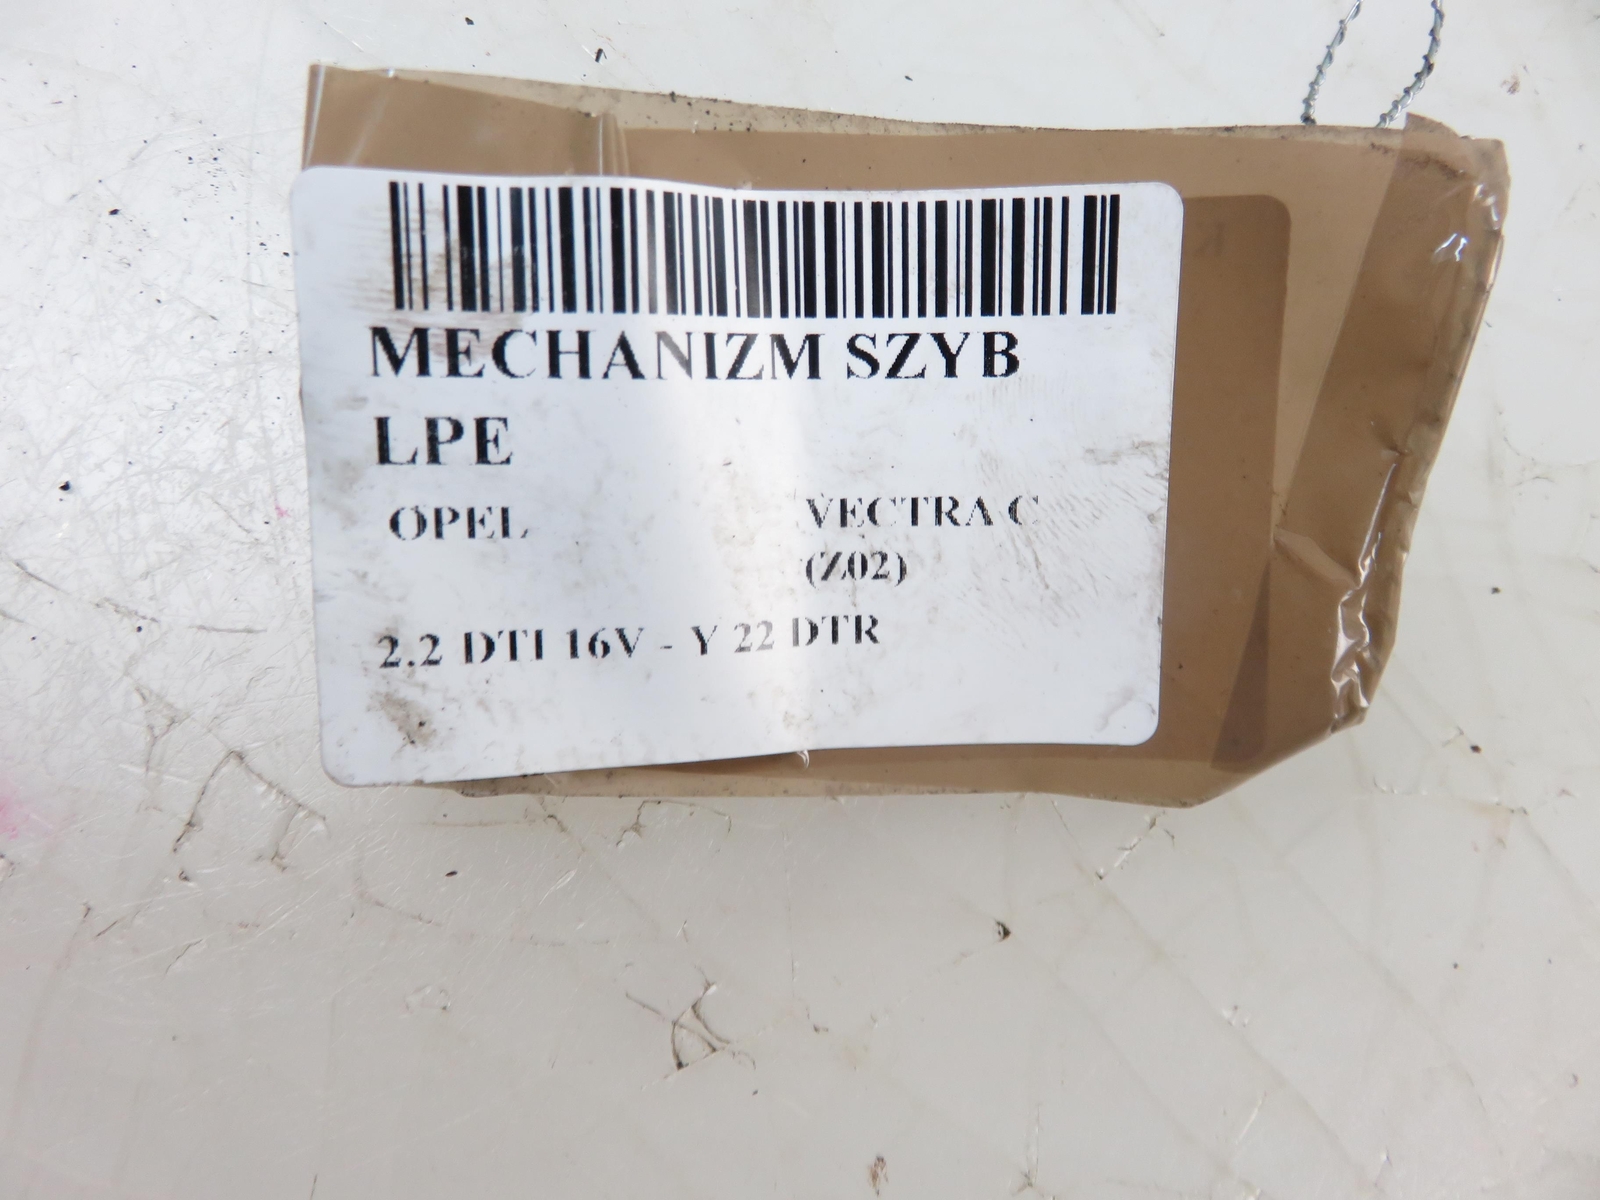 MECHANIZM SZYB
LPE
OPEL
VECTRA C
(Z02)
2.2 DTI 16V - Y 22 DTR